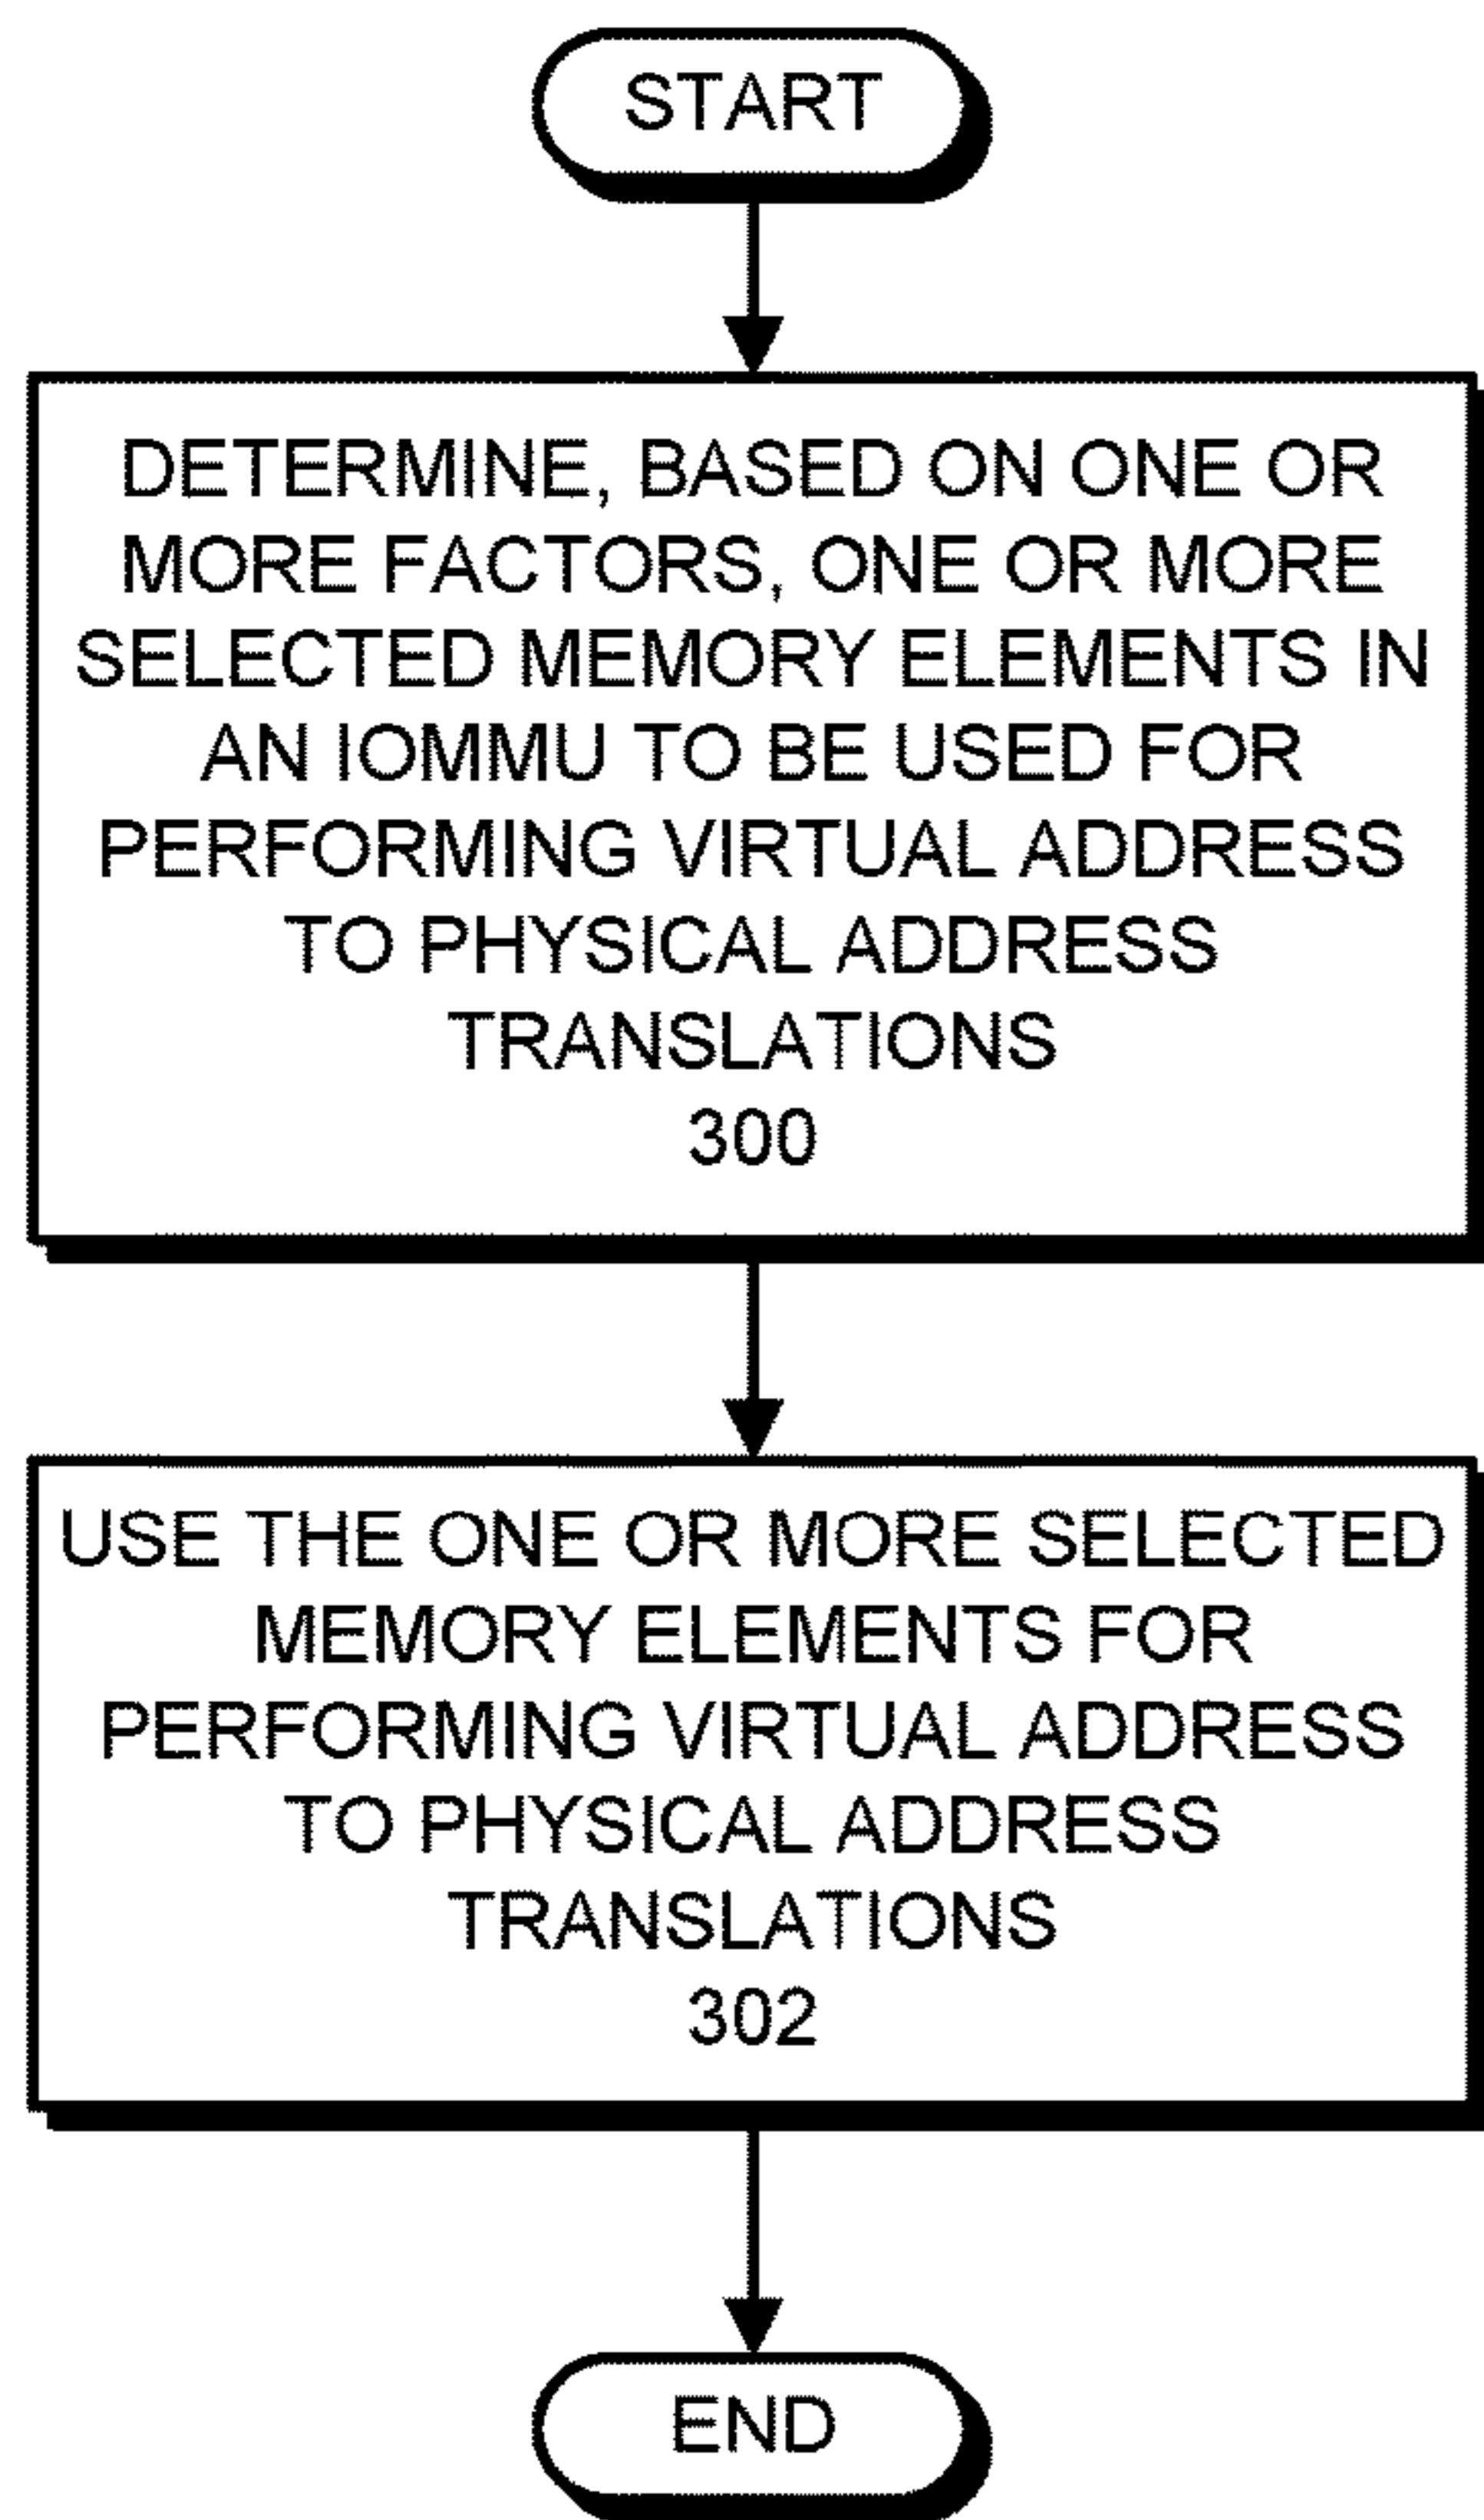 START
DETERMINE, BASED ON ONE OR
MORE FACTORS, ONE OR MORE
SELECTED MEMORY ELEMENTS IN
AN IOMMU TO BE USED FOR
PERFORMING VIRTUAL ADDRESS
TO PHYSICAL ADDRESS
TRANSLATIONS
300
USE THE ONE OR MORE SELECTED
MEMORY ELEMENTS FOR
PERFORMING VIRTUAL ADDRESS
TO PHYSICAL ADDRESS
TRANSLATIONS
302
END